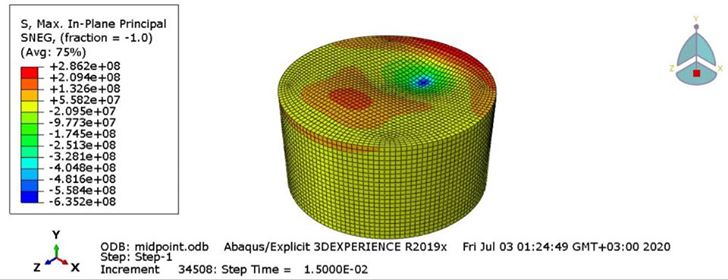 S, Max. In-Plane Principal
SNEG, (fraction = -1.0)
(Avg: 75%)
+2.862e+08
+2.094e+08
+1.326e+08
+5.582e+07
-2.095e+07
-9.773e+07
-1.745e+08
-2.513e+08
-3.281e+08
-4.048e+08
-4.816e+08
-5.584e+08
-6.352e+08
Y
Z
X
Y
Z X
ODB: midpoint.odb Abaqus/Explicit 3DEXPERIENCE R2019x Fri Jul 03 01:24:49 GMT+03:00 2020
Step: Step-1
Increment 34508: Step Time = 1.5000E-02